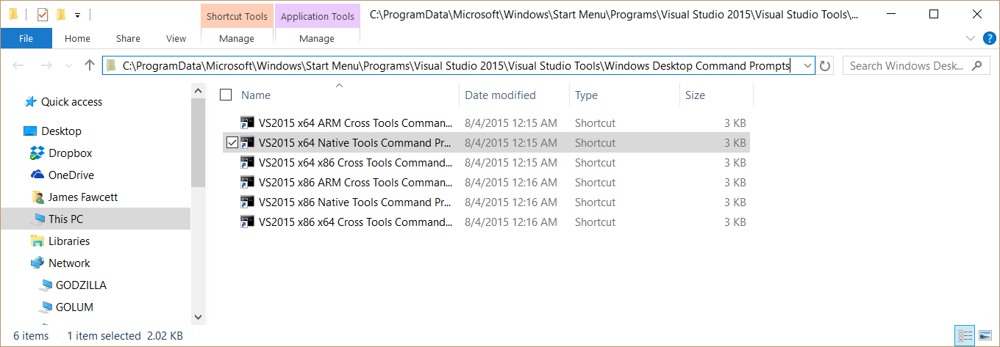 Shortcut Tools Application Tools C:\ProgramData\Microsoft\Windows\Start Menu\Programs\Visual Studio 2015\Visual Studio Tools\...
File Home Share View Manage Manage ?
C:\ProgramData\Microsoft\Windows\Start Menu\Programs\Visual Studio 2015\Visual Studio Tools\Windows Desktop Command Prompts Search Windows Desk...
Quick access
Desktop
Dropbox
OneDrive
James Fawcett
This PC
Libraries
Network
GODZILLA
GOLUM
Name Date modified Type Size
VS2015 x64 ARM Cross Tools Comman... 8/4/2015 12:15 AM Shortcut 3 KB
VS2015 x64 Native Tools Command Pr... 8/4/2015 12:15 AM Shortcut 3 KB
VS2015 x64 x86 Cross Tools Command... 8/4/2015 12:15 AM Shortcut 3 KB
VS2015 x86 ARM Cross Tools Comman... 8/4/2015 12:16 AM Shortcut 3 KB
VS2015 x86 Native Tools Command Pr... 8/4/2015 12:16 AM Shortcut 3 KB
VS2015 x86 x64 Cross Tools Command... 8/4/2015 12:16 AM Shortcut 3 KB
6 items 1 item selected 2.02 KB